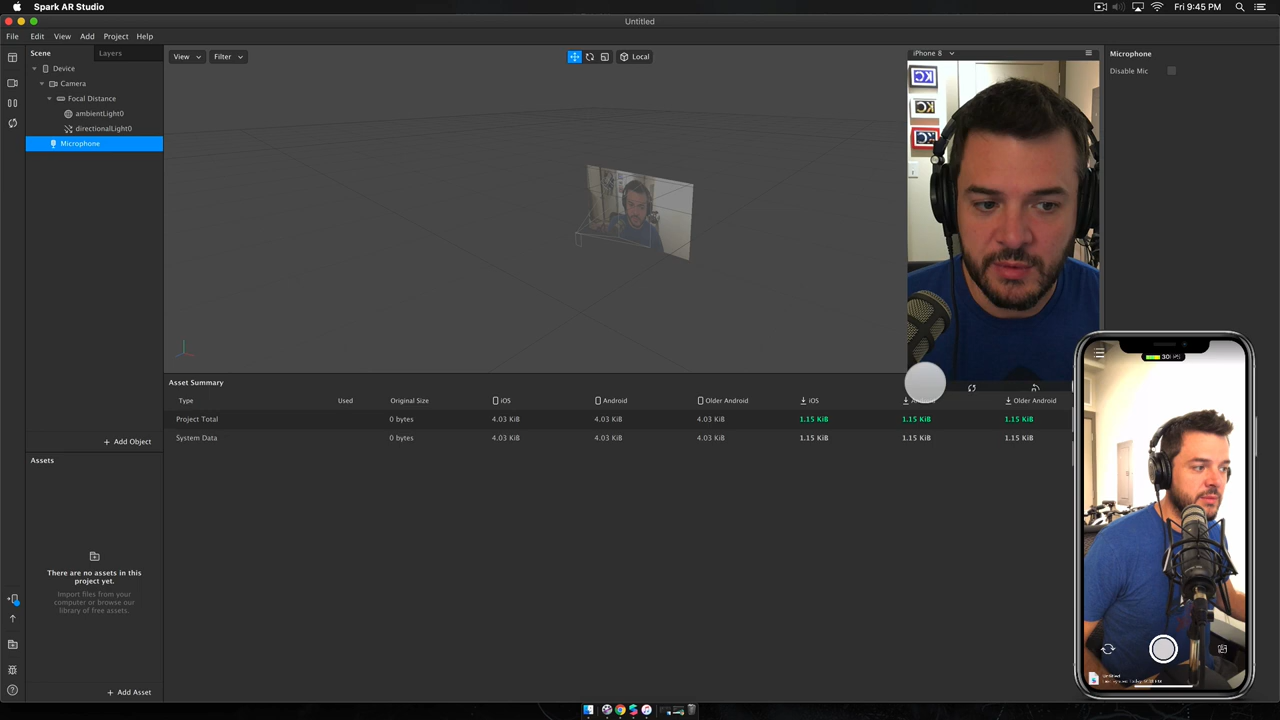 Spark AR Studio
Fri 9:45 PM
Untitled
File Edit View Add Project Help
Scene
Layers
View
Filter
Local
iPhone 8
Microphone
Device
Disable Mic
Camera
KC
Focal Distance
ambientLight0
KC
directionalLight0
Microphone
Asset Summary
Type Used Original Size iOS Android Older Android iOS Older Android
Project Total 0 bytes 4.03 KiB 4.03 KiB 4.03 KiB 1.15 KiB 1.15 KiB 1.15 KiB
System Data 0 bytes 4.03 KiB 4.03 KiB 4.03 KiB 1.15 KiB 1.15 KiB 1.15 KiB
+ Add Object
Assets
There are no assets in this
project yet.
Import files from your
computer or browse our
library of free assets.
+ Add Asset
Untitled